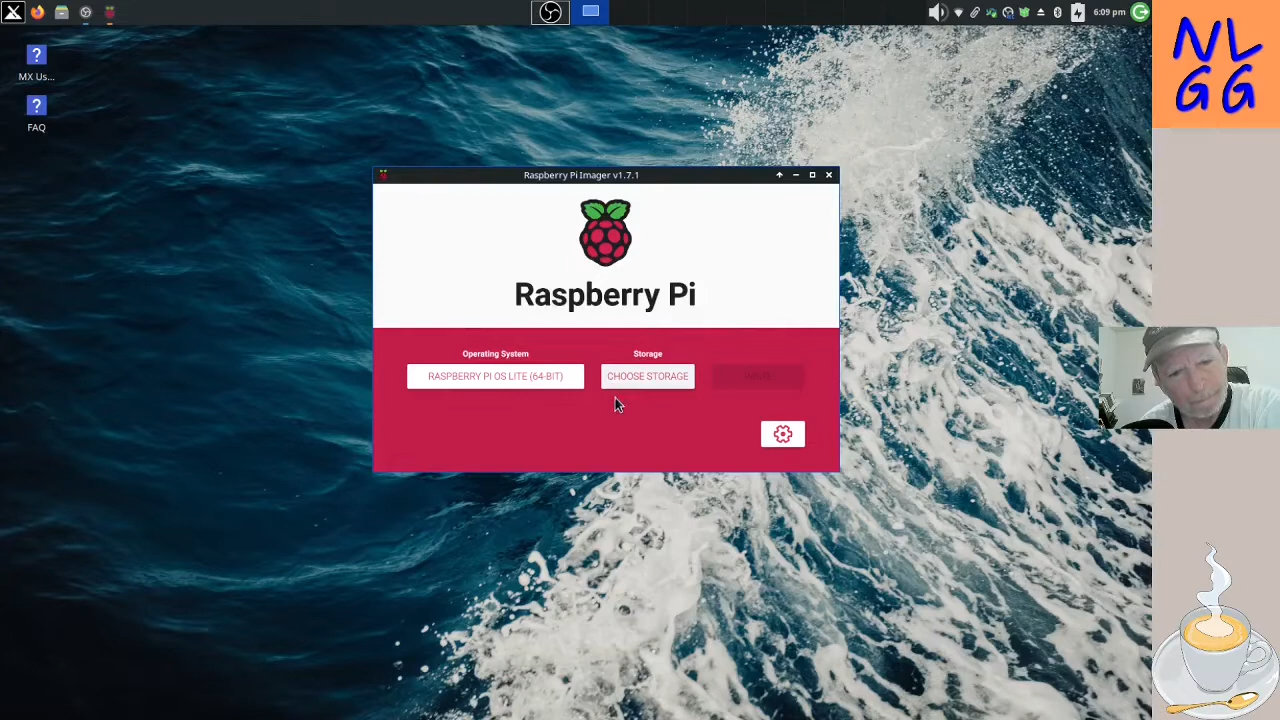 6:09 pm
NL
GG
MX Us...
FAQ
Raspberry Pi Imager v1.7.1
Raspberry Pi
Operating System
Storage
RASPBERRY PI OS LITE (64-BIT)
CHOOSE STORAGE